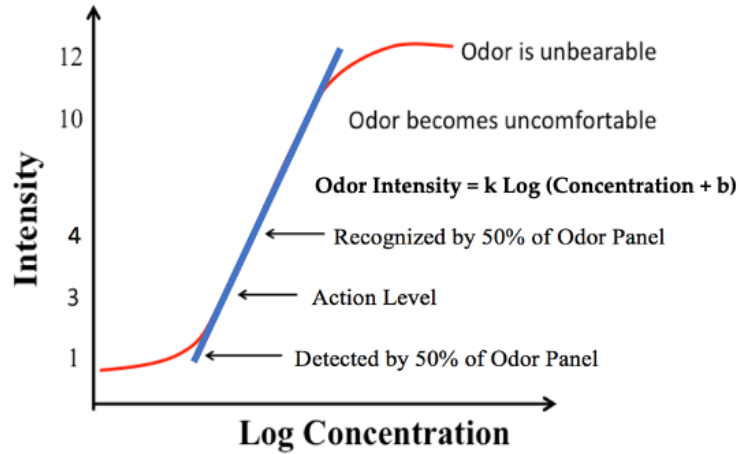 12
Odor is unbearable
10
Odor becomes uncomfortable
Odor Intensity = k Log (Concentration + b)
4
Recognized by 50% of Odor Panel
Intensity
3
Action Level
1
Detected by 50% of Odor Panel
Log Concentration